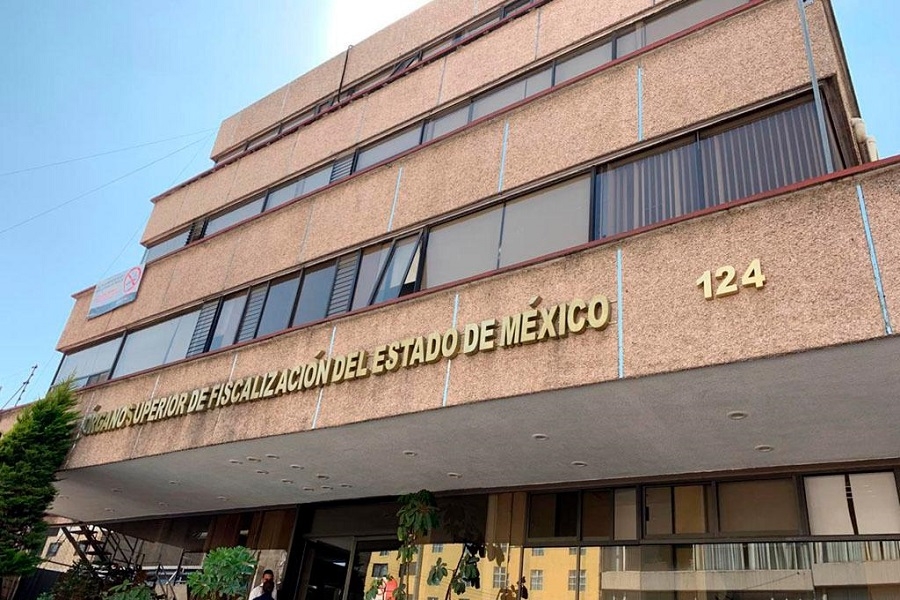 ÓRGANO SUPERIOR DE FISCALIZACIÓN DEL ESTADO DE MÉXICO
124